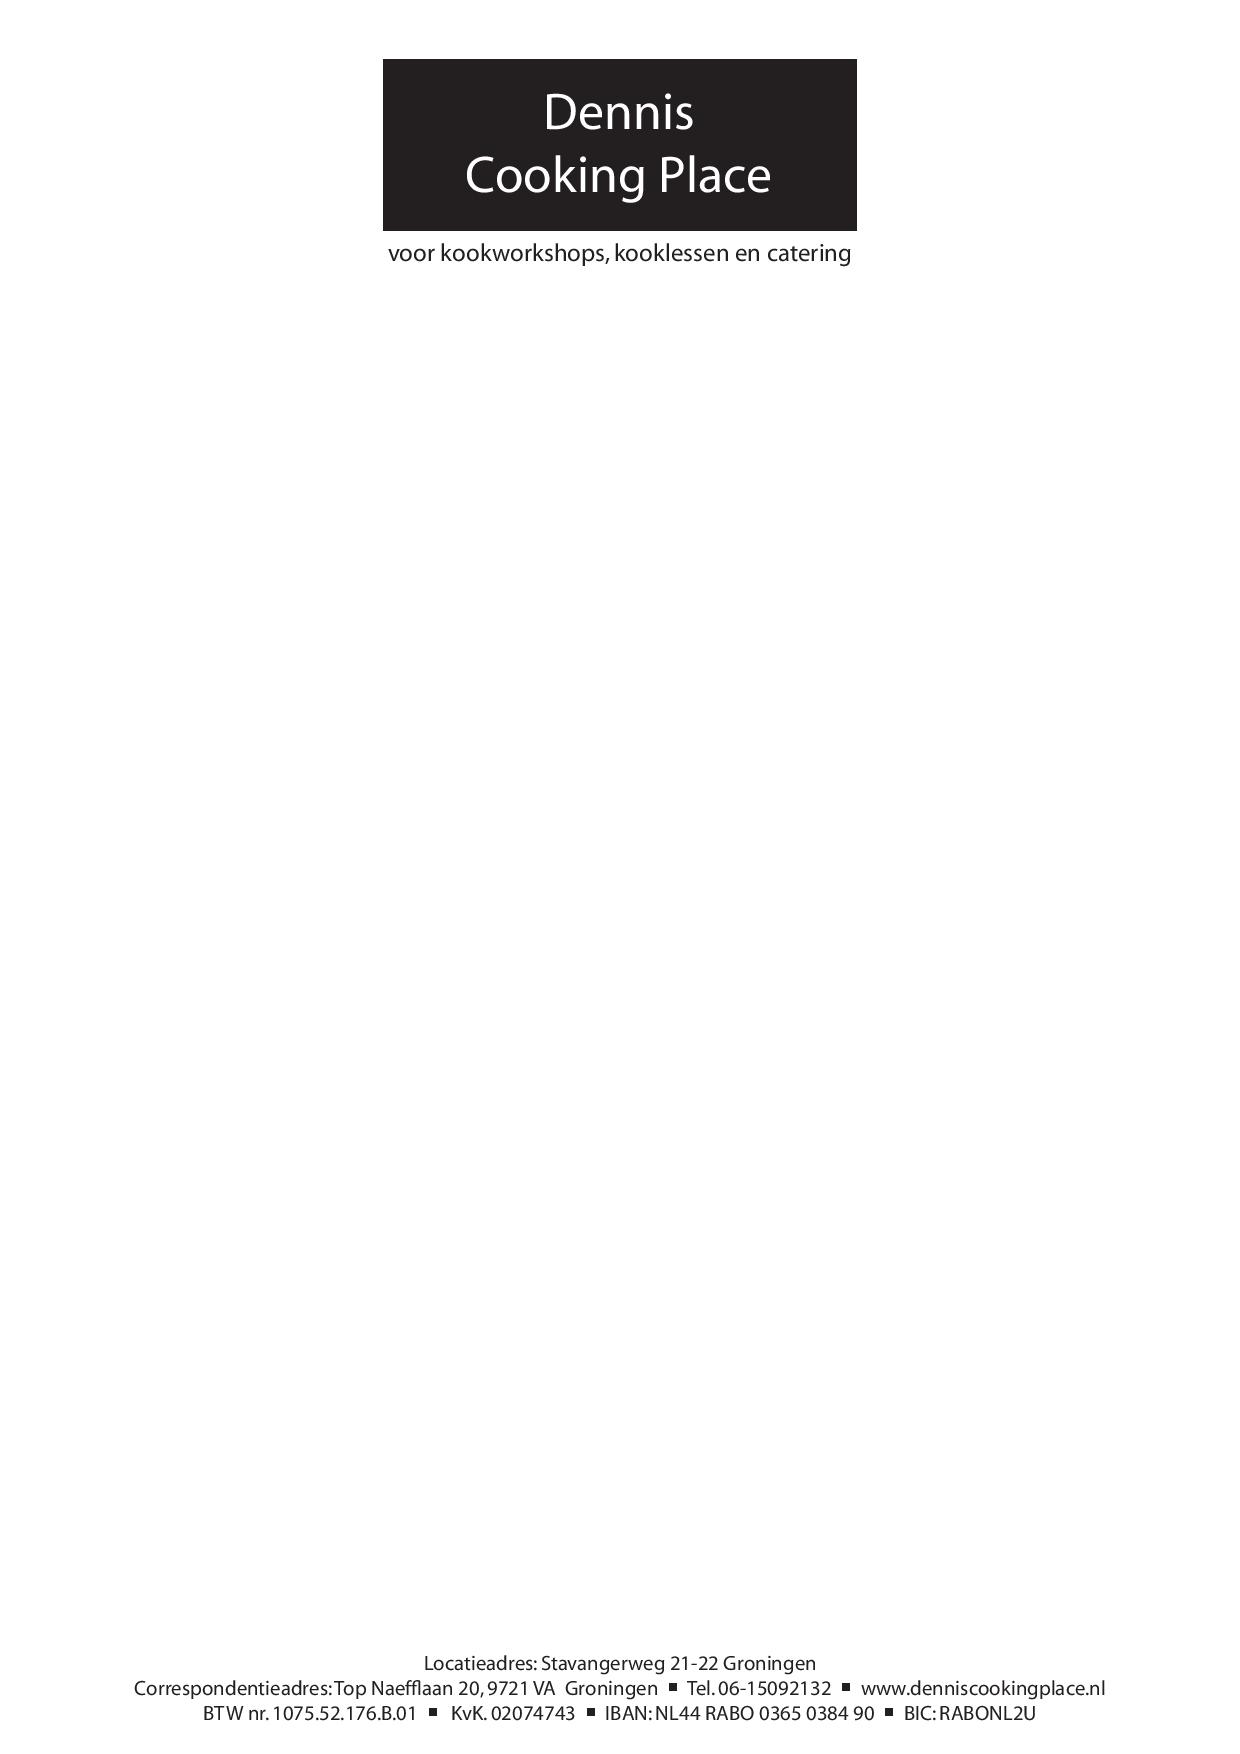 Dennis
Cooking Place
voor kookworkshops, kooklessen en catering
Locatieadres: Stavangerweg 21-22 Groningen
Correspondentieadres: Top Naefflaan 20, 9721 VA Groningen ■ Tel. 06-15092132 ■ www.denniscookingplace.nl
BTW nr. 1075.52.176.B.01 ■ KvK. 02074743 ■ IBAN: NL44 RABO 0365 0384 90 ■ BIC: RABONL2U